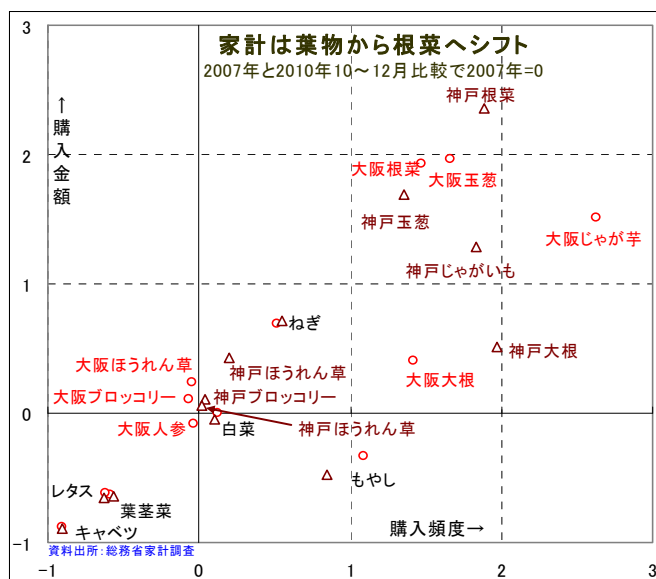 家計は葉物から根菜へシフト
2007年と2010年10～12月比較で2007年=0
3
2
1
0
−1
↑購入金額
神戸根菜
大阪根菜
大阪玉葱
神戸玉葱
大阪じゃが芋
神戸じゃがいも
ねぎ
神戸大根
大阪ほうれん草
神戸ほうれん草
大阪大根
大阪ブロッコリー
神戸ブロッコリー
大阪人参
白菜
神戸ほうれん草
もやし
レタス
葉茎菜
キャベツ
購入頻度→
資料出所：総務省家計調査
−1
0
1
2
3